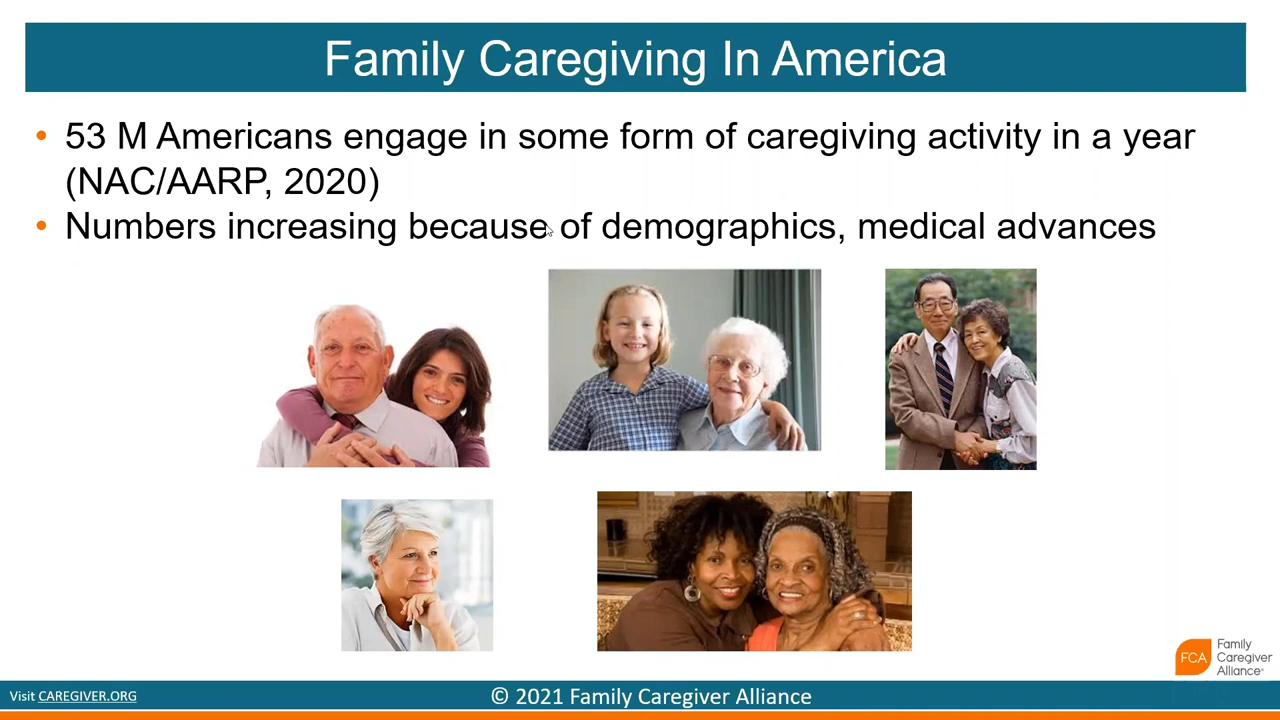 Family Caregiving In America
• 53 M Americans engage in some form of caregiving activity in a year
(NAC/AARP, 2020)
• Numbers increasing because of demographics, medical advances
FCA
Family
Caregiver
Alliance®
Visit CAREGIVER.ORG
© 2021 Family Caregiver Alliance